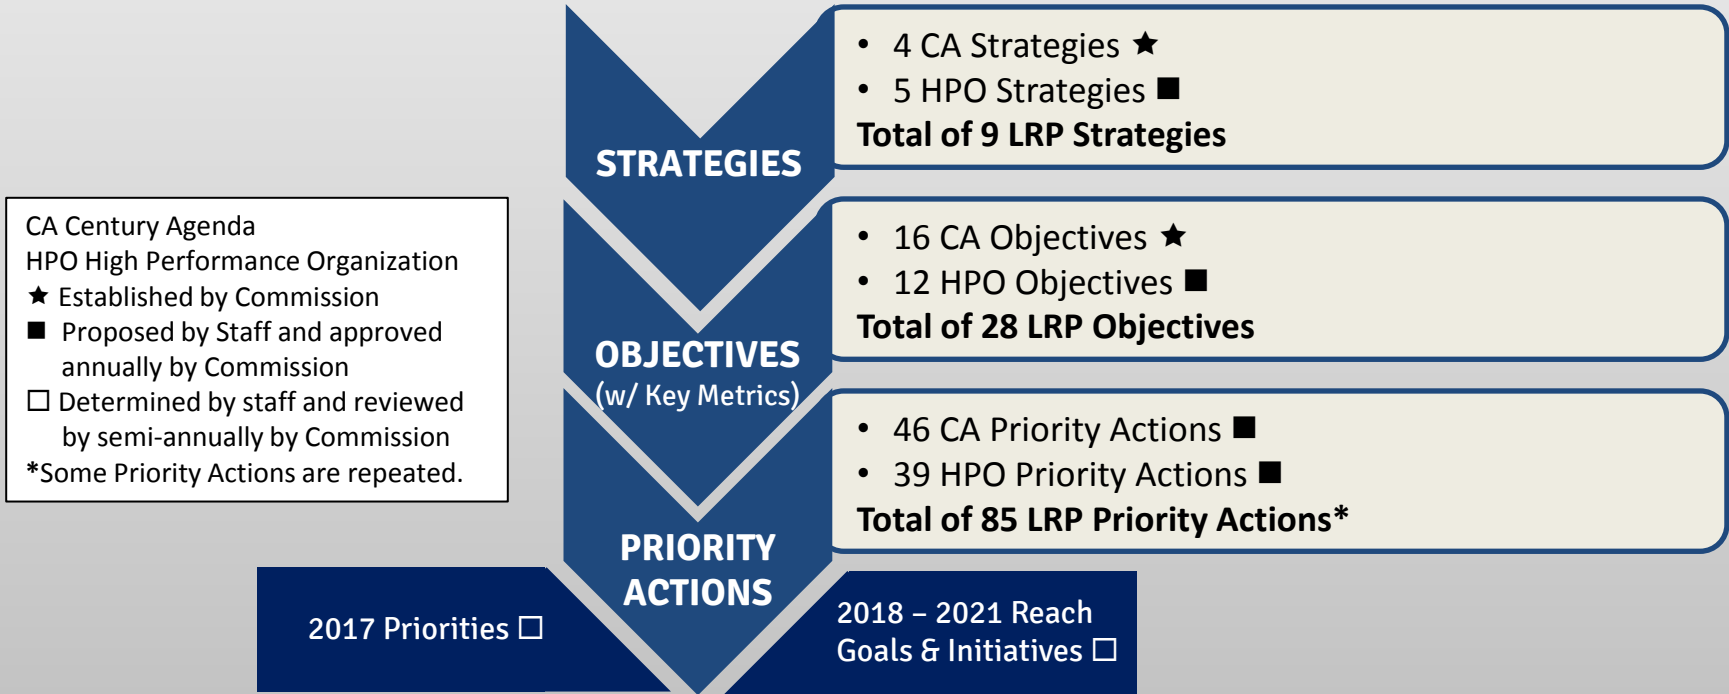 • 4 CA Strategies ★
• 5 HPO Strategies ■
Total of 9 LRP Strategies
STRATEGIES
CA Century Agenda
HPO High Performance Organization
★ Established by Commission
■ Proposed by Staff and approved
annually by Commission
☐ Determined by staff and reviewed
by semi-annually by Commission
*Some Priority Actions are repeated.
• 16 CA Objectives ★
• 12 HPO Objectives ■
Total of 28 LRP Objectives
OBJECTIVES
(w/ Key Metrics)
• 46 CA Priority Actions ■
• 39 HPO Priority Actions ■
Total of 85 LRP Priority Actions*
PRIORITY
ACTIONS
2017 Priorities ☐
2018 – 2021 Reach
Goals & Initiatives ☐